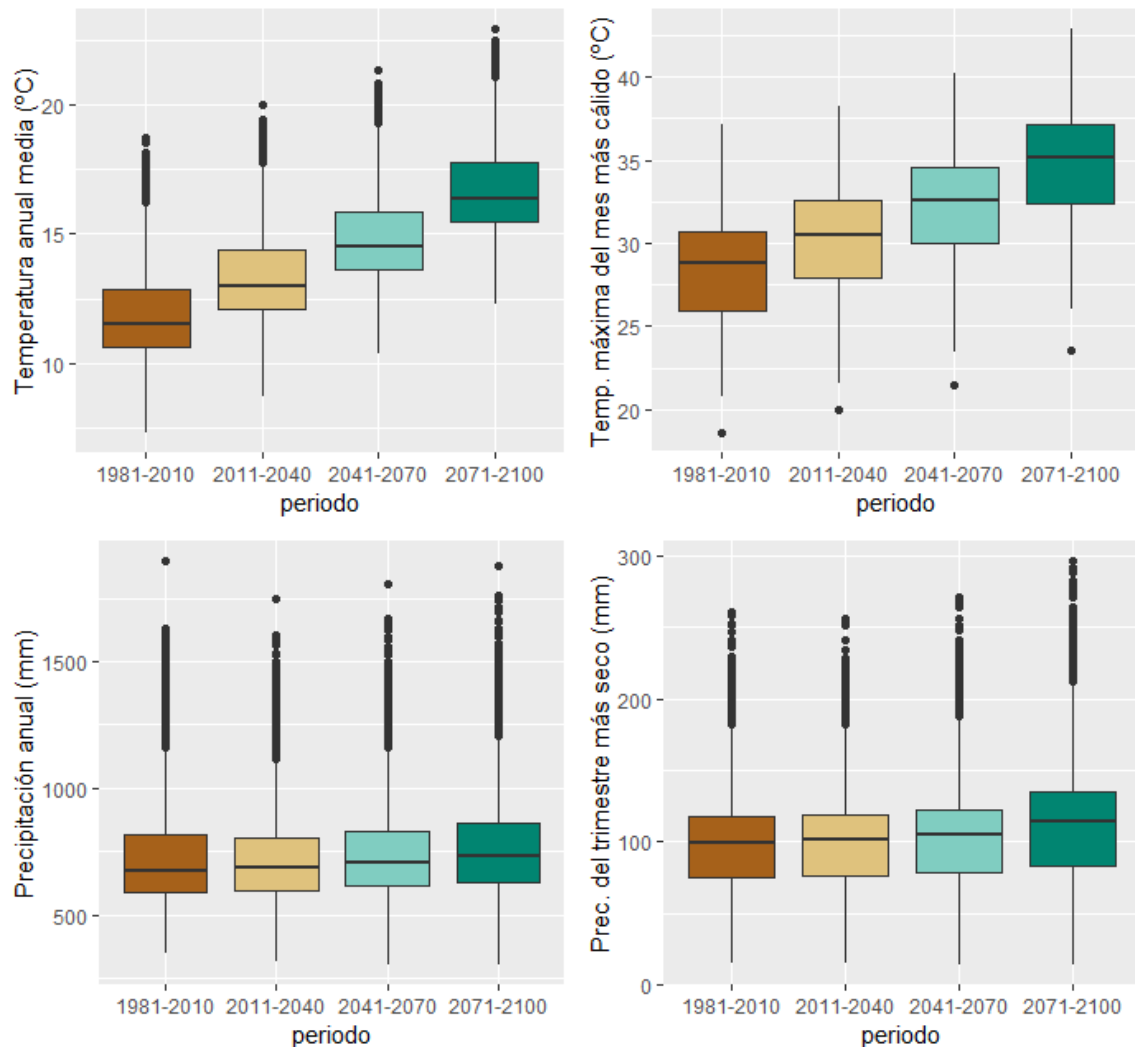 Temperatura anual media (ºC)
20
15
10
1981-2010 2011-2040 2041-2070 2071-2100
periodo
Temp. máxima del mes más cálido (ºC)
40
35
30
25
20
1981-2010 2011-2040 2041-2070 2071-2100
periodo
Precipitación anual (mm)
1500
1000
500
1981-2010 2011-2040 2041-2070 2071-2100
periodo
Prec. del trimestre más seco (mm)
300
200
100
0
1981-2010 2011-2040 2041-2070 2071-2100
periodo